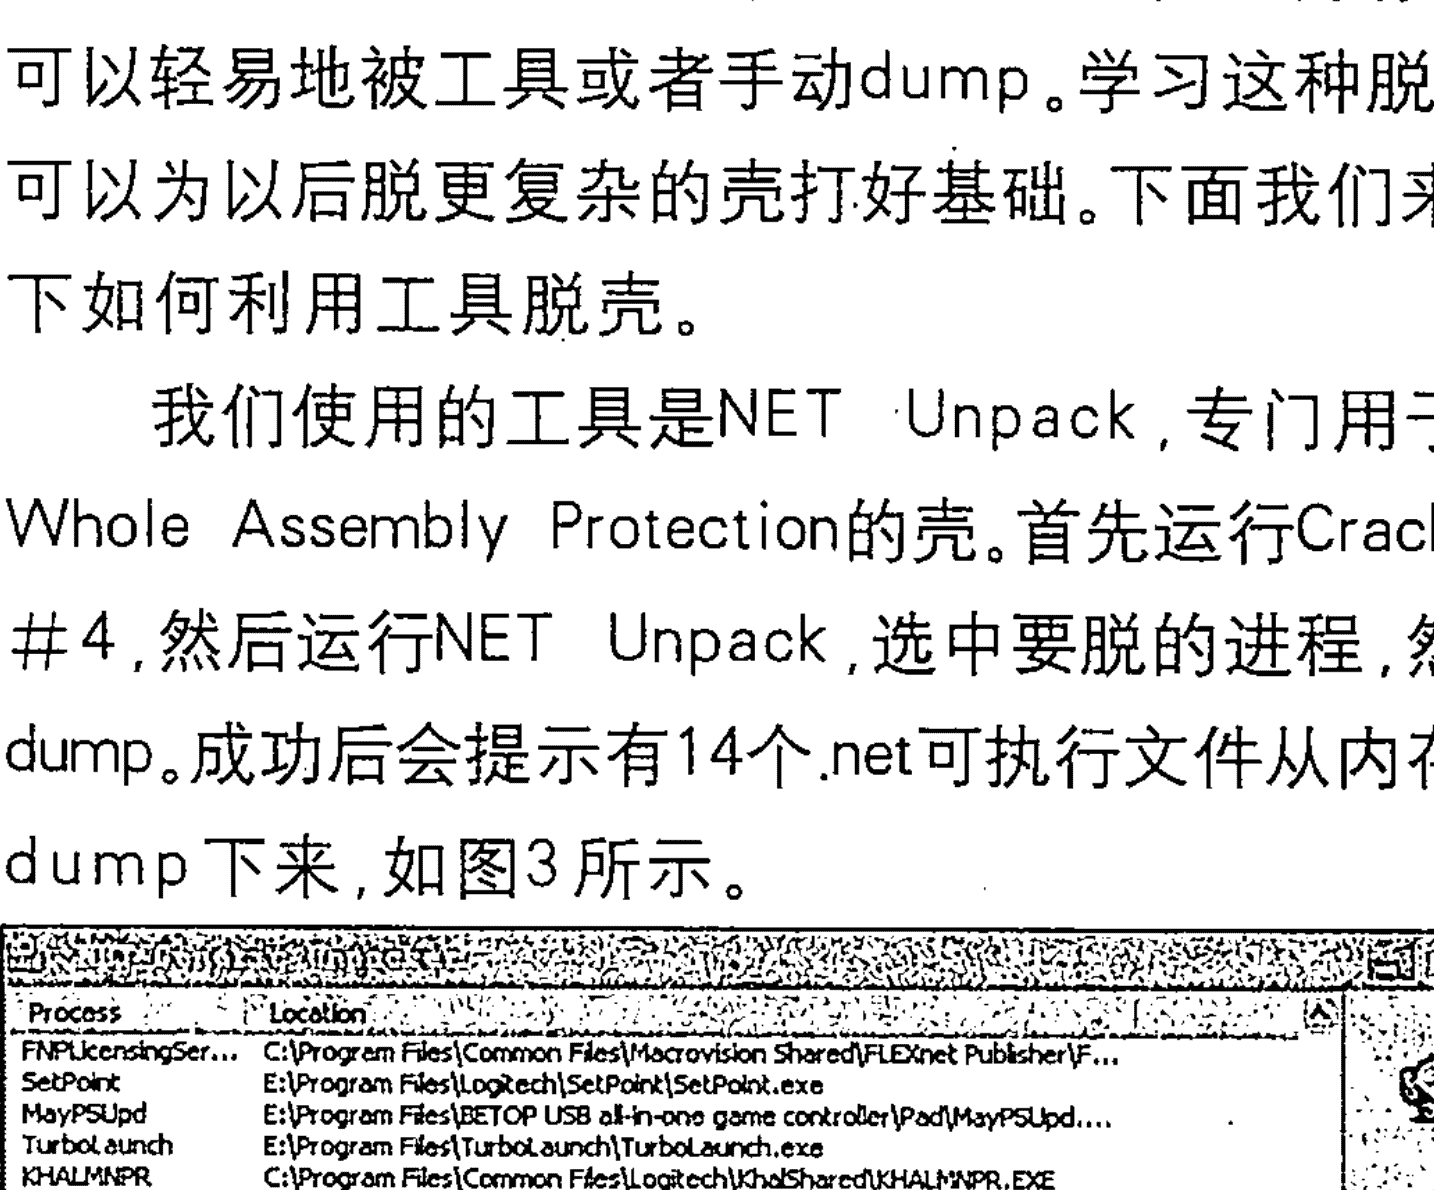 可以轻易地被工具或者手动dump。学习这种脱
可以为以后脱更复杂的壳打好基础。下面我们来
下如何利用工具脱壳。
我们使用的工具是NET Unpack,专门用于
Whole Assembly Protection的壳。首先运行Crack
#4,然后运行NET Unpack,选中要脱的进程,然
dump。成功后会提示有14个.net可执行文件从内存
dump下来,如图3所示。
Process Location
FNPLicensingSer... C:\Program Files\Common Files\Macrovision Shared\FLEXnet Publisher\F...
SetPoint E:\Program Files\Logitech\SetPoint\SetPoint.exe
MayPSUpd E:\Program Files\BETOP USB all-in-one game controller\Pad\MayPSUpd....
TurboLaunch E:\Program Files\TurboLaunch\TurboLaunch.exe
KHALMNPR C:\Program Files\Common Files\Logitech\KhalShared\KHALMNPR.EXE